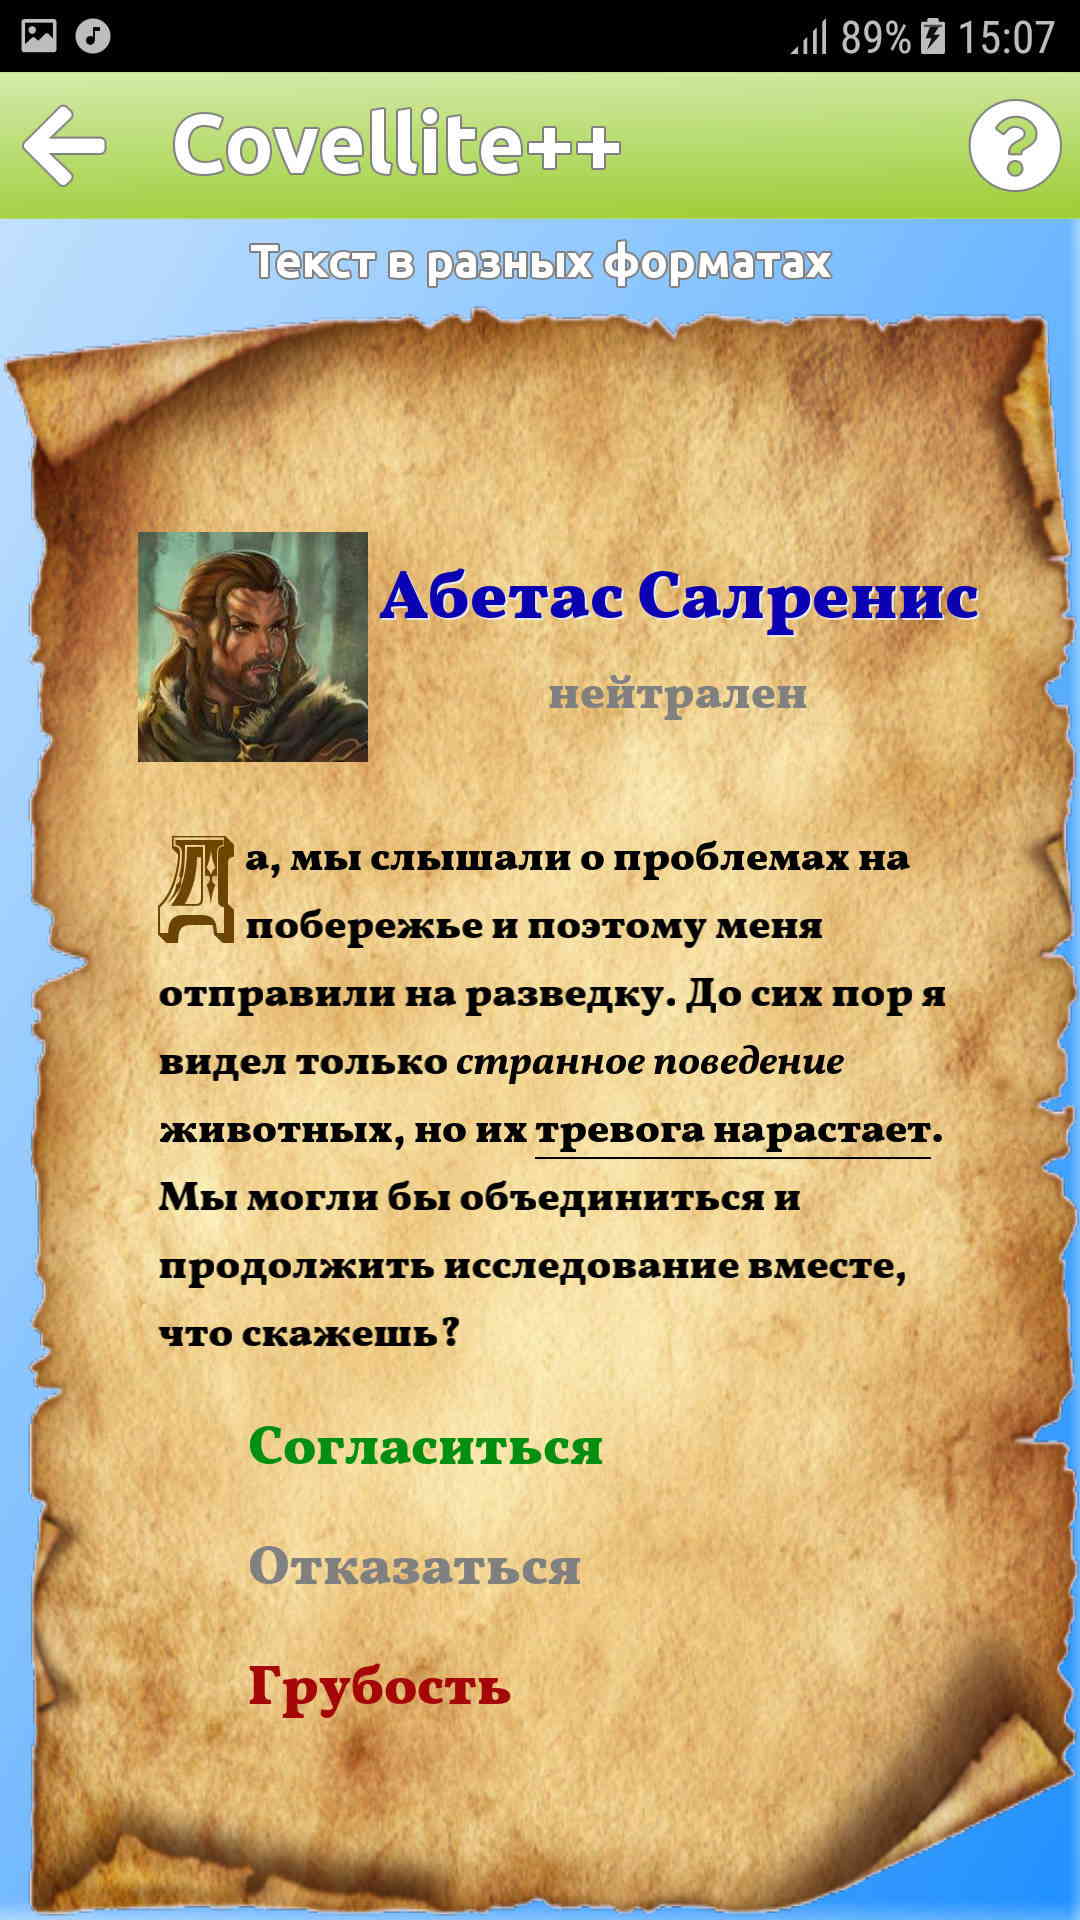 89% 15:07
Covellite++
Текст в разных форматах
Абетас Салренис
нейтрален
Да, мы слышали о проблемах на
побережье и поэтому меня
отправили на разведку. До сих пор я
видел только странное поведение
животных, но их тревога нарастает.
Мы могли бы объединиться и
продолжить исследование вместе,
что скажешь?
Согласиться
Отказаться
Грубость